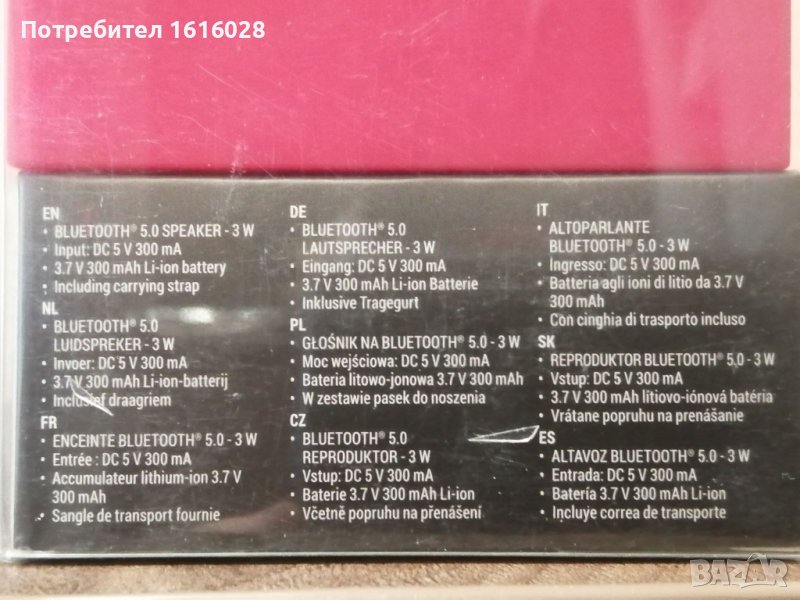 Потребител 1616028
EN
• BLUETOOTH® 5.0 SPEAKER - 3 W
• Input: DC 5 V 300 mA
• 3.7 V 300 mAh Li-ion battery
• Including carrying strap
NL
• BLUETOOTH® 5.0
LUIDSPREKER - 3 W
• Invoer: DC 5 V 300 mA
• 3.7 V 300 mAh Li-ion-batterij
• Inclusief draagriem
FR
• ENCEINTE BLUETOOTH® 5.0 - 3 W
• Entrée : DC 5 V 300 mA
• Accumulateur lithium-ion 3.7 V
300 mAh
• Sangle de transport fournie
DE
• BLUETOOTH® 5.0
LAUTSPRECHER - 3 W
• Eingang: DC 5 V 300 mA
• 3.7 V 300 mAh Li-ion Batterie
• Inklusive Tragegurt
PL
• GŁOŚNIK NA BLUETOOTH® 5.0 - 3 W
• Moc wejściowa: DC 5 V 300 mA
• Bateria litowo-jonowa 3.7 V 300 mAh
• W zestawie pasek do noszenia
CZ
• BLUETOOTH® 5.0
REPRODUKTOR - 3 W
• Vstup: DC 5 V 300 mA
• Baterie 3.7 V 300 mAh Li-ion
• Včetně popruhu na přenášení
IT
• ALTOPARLANTE
BLUETOOTH® 5.0 - 3 W
• Ingresso: DC 5 V 300 mA
• Batteria agli ioni di litio da 3.7 V
300 mAh
• Con cinghia di trasporto incluso
SK
• REPRODUKTOR BLUETOOTH® 5.0 - 3 W
• Vstup: DC 5 V 300 mA
• 3.7 V 300 mAh lítiovo-iónová batéria
• Vrátane popruhu na prenášanie
ES
• ALTAVOZ BLUETOOTH® 5.0 - 3 W
• Entrada: DC 5 V 300 mA
• Batería 3.7 V 300 mAh Li-ion
• Incluye correa de transporte
BAZAR